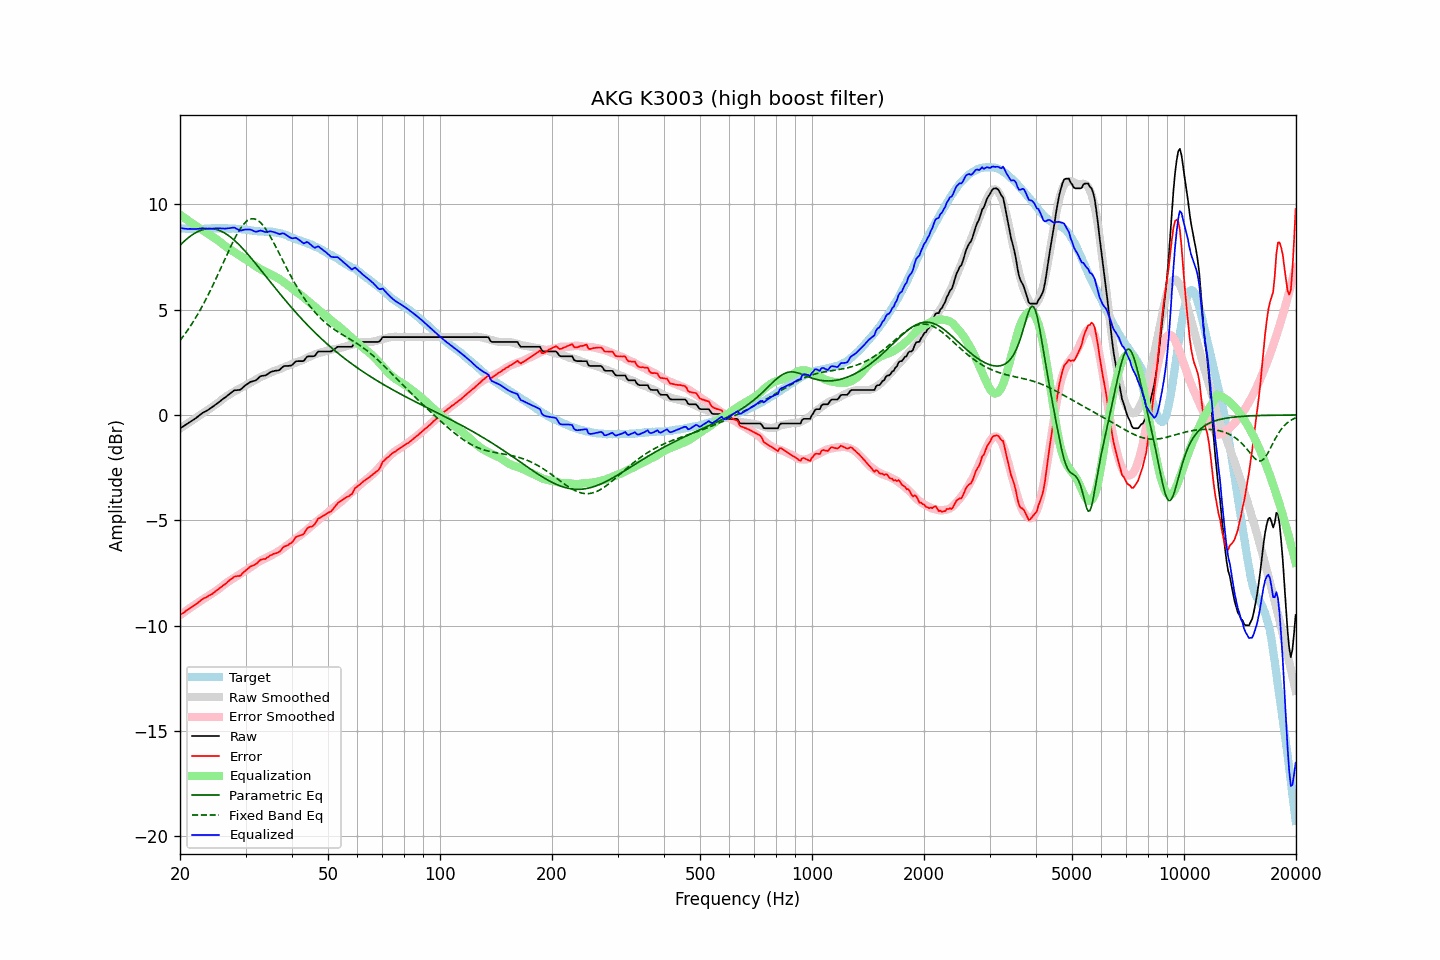 AKG K3003 (high boost filter)
Amplitude (dBr)
10
5
0
−5
−10
−15
−20
Target
Raw Smoothed
Error Smoothed
Raw
Error
Equalization
Parametric Eq
Fixed Band Eq
Equalized
20 50 100 200 500 1000 2000 5000 10000 20000
Frequency (Hz)